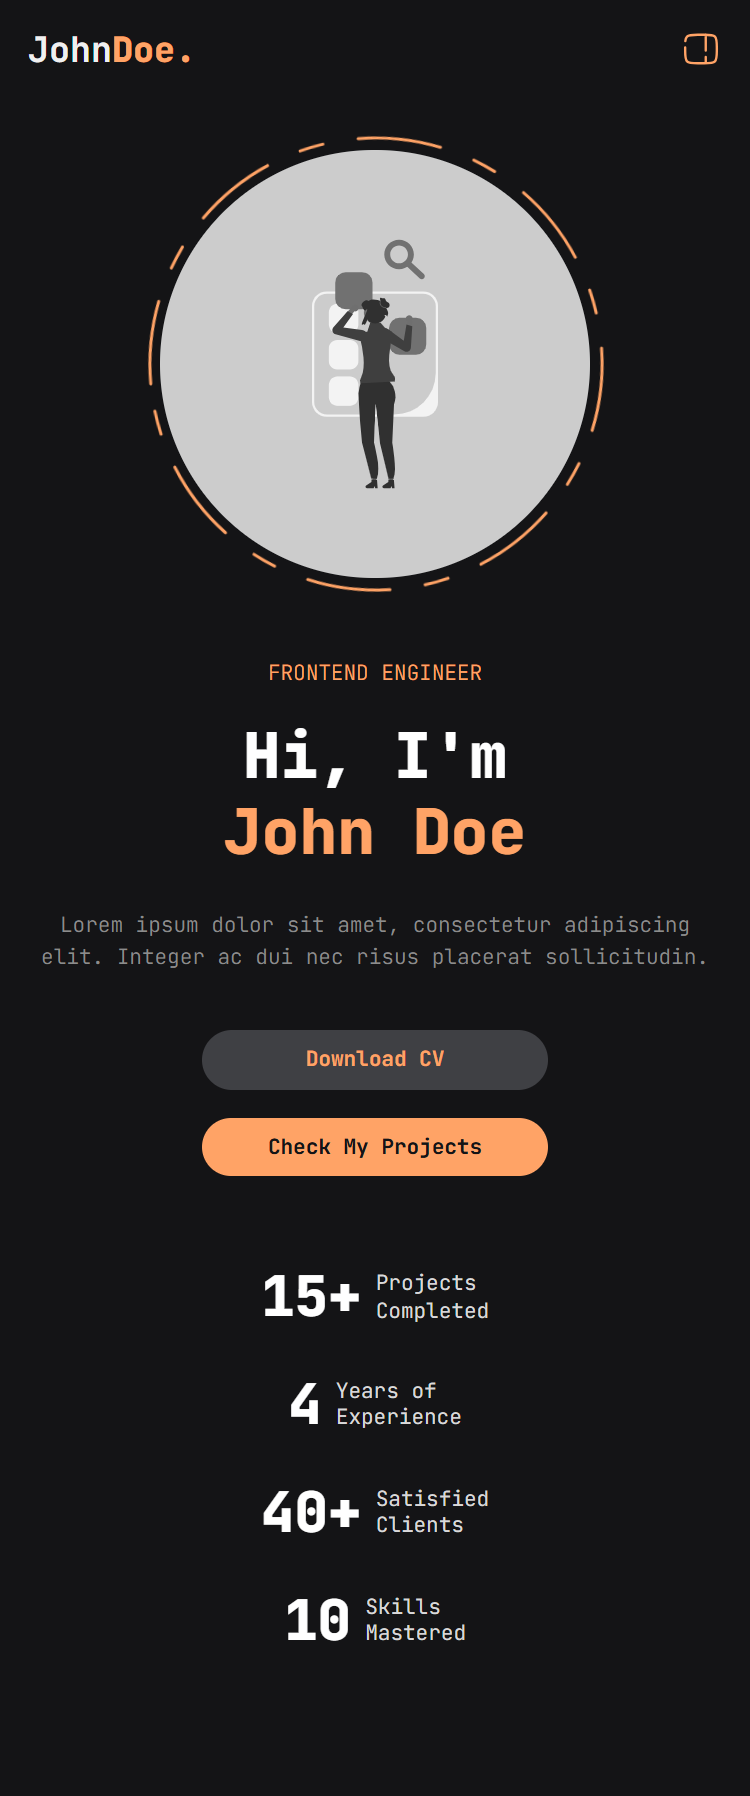 JohnDoe.
FRONTEND ENGINEER
Hi, I'm
John Doe
Lorem ipsum dolor sit amet, consectetur adipiscing
elit. Integer ac dui nec risus placerat sollicitudin.
Download CV
Check My Projects
15+ Projects
Completed
4 Years of
Experience
40+ Satisfied
Clients
10 Skills
Mastered